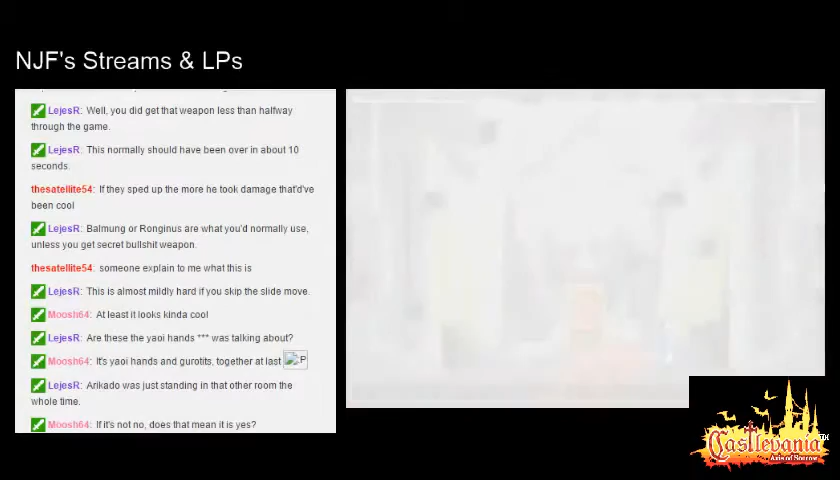 NJF's Streams & LPs
LejesR: Well, you did get that weapon less than halfway
through the game.
LejesR: This normally should have been over in about 10
seconds.
thesatellite54: If they sped up the more he took damage that'd've
been cool
LejesR: Balmung or Ronginus are what you'd normally use,
unless you get secret bullshit weapon.
thesatellite54: someone explain to me what this is
LejesR: This is almost mildly hard if you skip the slide move.
Moosh64: At least it looks kinda cool
LejesR: Are these the yaoi hands *** was talking about?
Moosh64: It's yaoi hands and gurotits, together at last :P
LejesR: Arikado was just standing in that other room the
whole time.
Moosh64: If it's not no, does that mean it is yes?
Castlevania TM
Aria of Sorrow